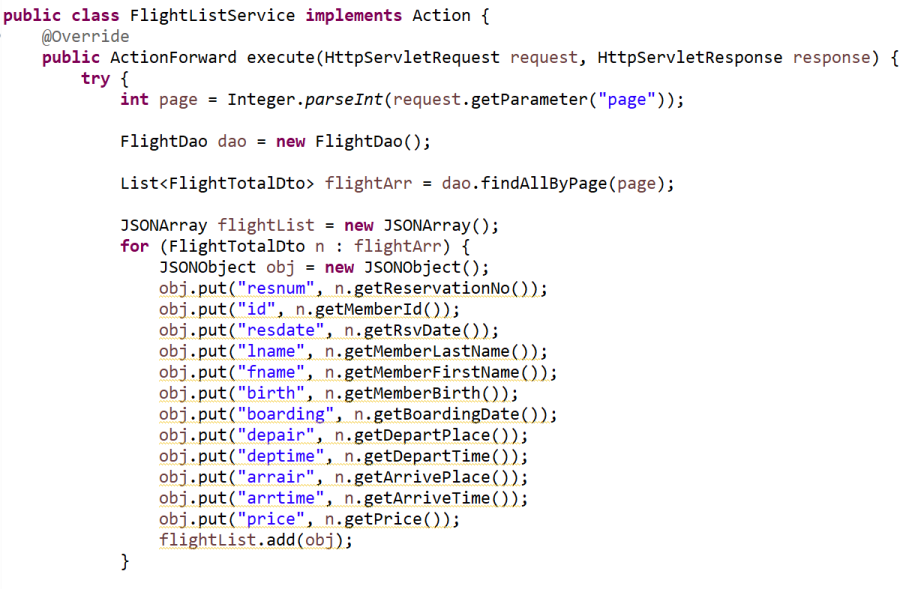 public class FlightListService implements Action {
@Override
public ActionForward execute(HttpServletRequest request, HttpServletResponse response) {
try {
int page = Integer.parseInt(request.getParameter("page"));
FlightDao dao = new FlightDao();
List<FlightTotalDto> flightArr = dao.findAllByPage(page);
JSONArray flightList = new JSONArray();
for (FlightTotalDto n : flightArr) {
JSONObject obj = new JSONObject();
obj.put("resnum", n.getReservationNo());
obj.put("id", n.getMemberId());
obj.put("resdate", n.getRsvDate());
obj.put("lname", n.getMemberLastName());
obj.put("fname", n.getMemberFirstName());
obj.put("birth", n.getMemberBirth());
obj.put("boarding", n.getBoardingDate());
obj.put("depair", n.getDepartPlace());
obj.put("deptime", n.getDepartTime());
obj.put("arrair", n.getArrivePlace());
obj.put("arrtime", n.getArriveTime());
obj.put("price", n.getPrice());
flightList.add(obj);
}